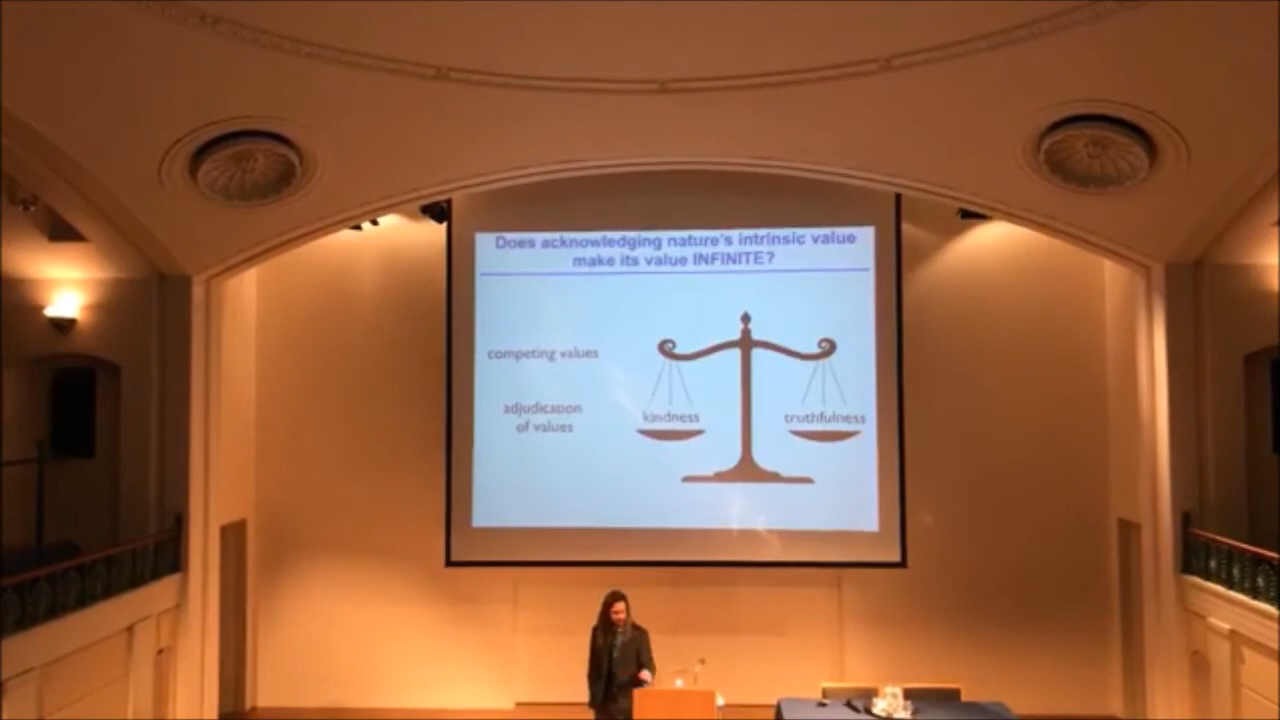 Does acknowledging nature's intrinsic value
make its value INFINITE?
competing values
adjudication
of values
kindness
truthfulness